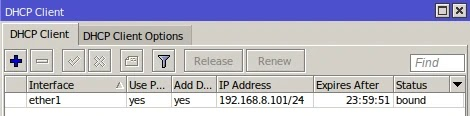 DHCP Client
DHCP Client DHCP Client Options
Release Renew Find
Interface Use P... Add D... IP Address Expires After Status
ether1 yes yes 192.168.8.101/24 23:59:51 bound